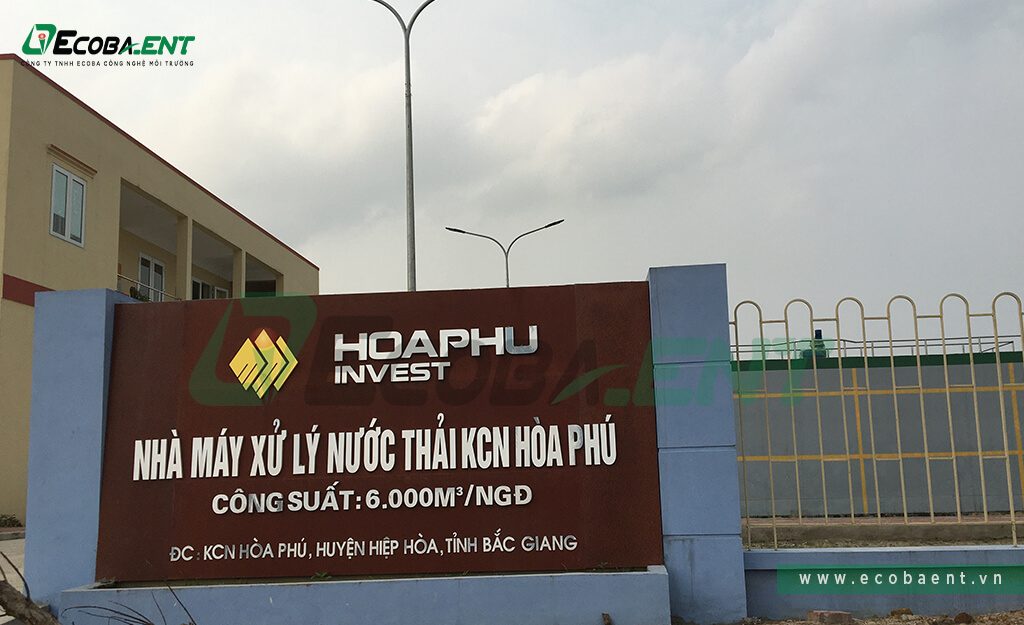 ECOBA.ENT
CÔNG TY TNHH ECOBA CÔNG NGHỆ MÔI TRƯỜNG
HOAPHU
INVEST
ECOBA.ENT
NHÀ MÁY XỬ LÝ NƯỚC THẢI KCN HÒA PHÚ
CÔNG SUẤT: 6.000M³/NGĐ
ĐC : KCN HÒA PHÚ, HUYỆN HIỆP HÒA, TỈNH BẮC GIANG
www.ecobaent.vn